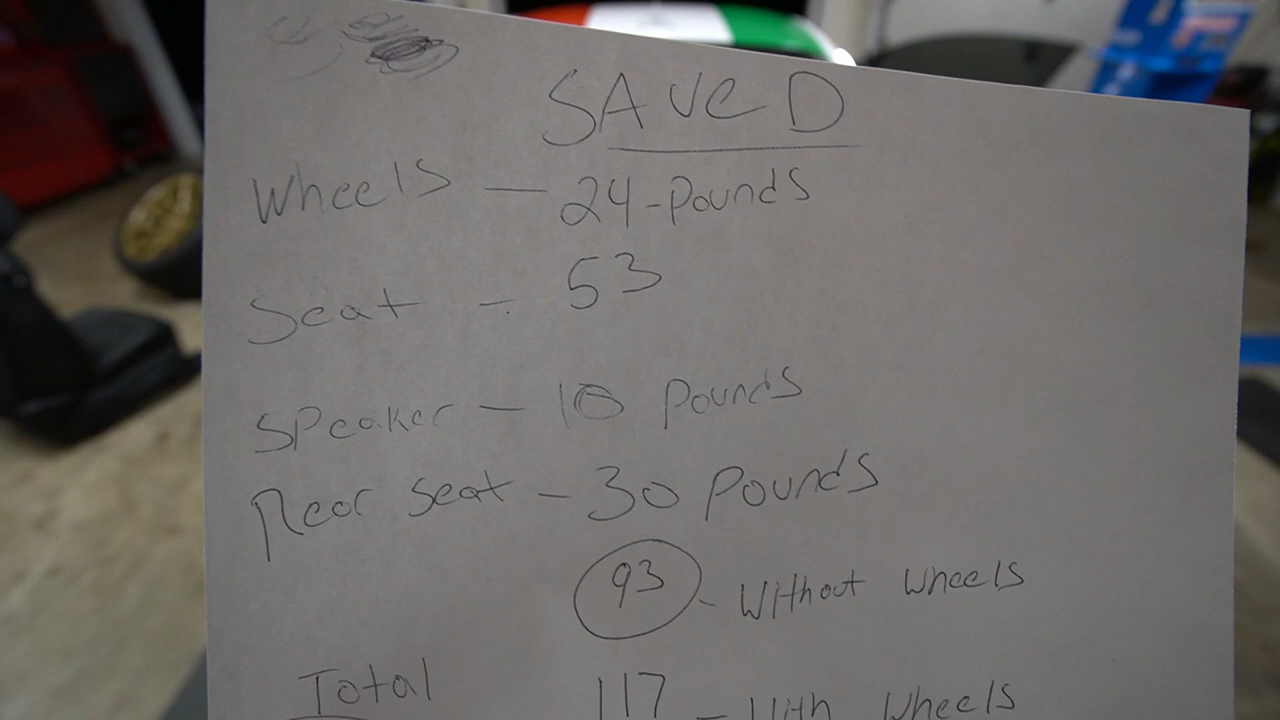 SAVeD
Wheels — 24-Pounds
Seat - 53
SPeaker — 10 Pounds
Rear Seat - 30 Pounds
93 - Without Wheels
Total 117 - With Wheels